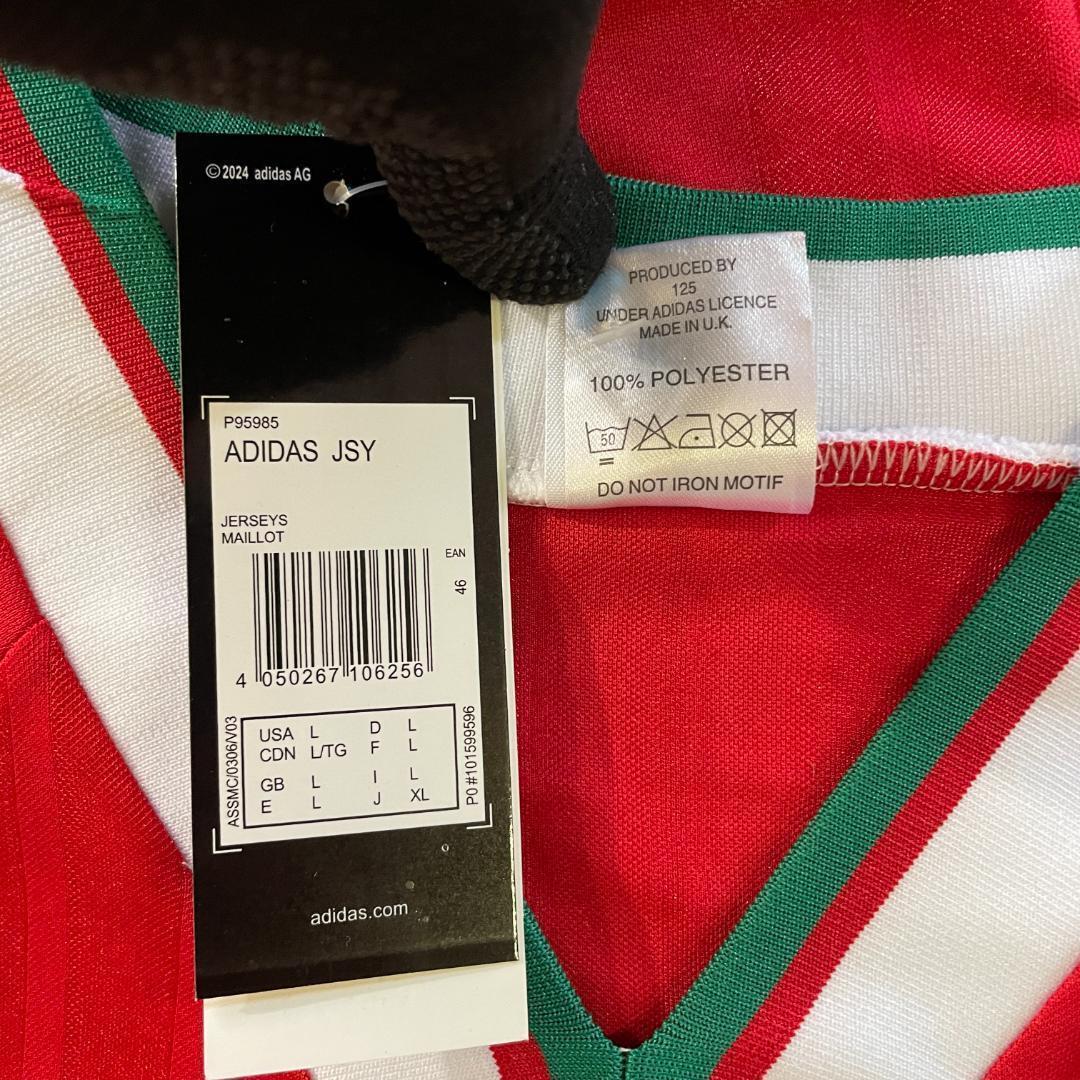 © 2024 adidas AG
P95985
ADIDAS JSY
JERSEYS
MAILLOT
EAN
46
4 050267 106256
ASSMC/0306/V03
USA L D L
CDN L/TG F L
GB L I L
E L J XL
PO#101599596
adidas.com
PRODUCED BY
125
UNDER ADIDAS LICENCE
MADE IN U.K.
100% POLYESTER
50
DO NOT IRON MOTIF